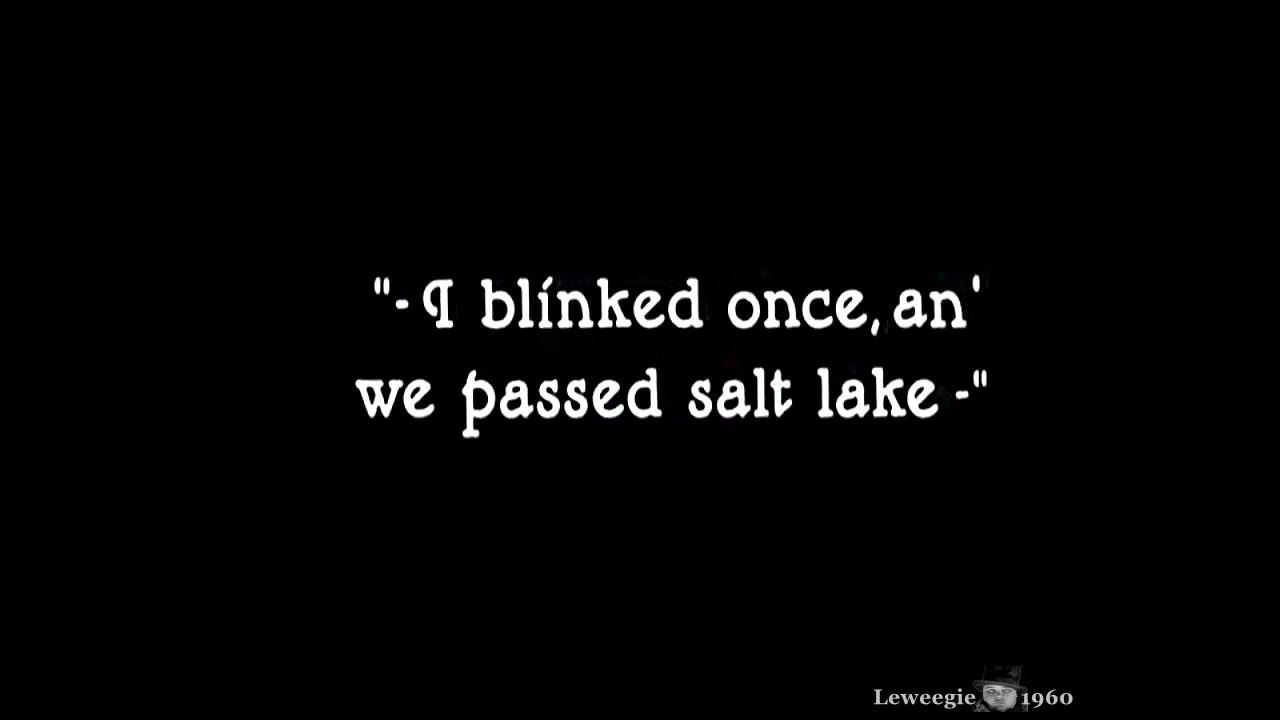 "- I blinked once, an'
we passed salt lake -"
Leweegie 1960